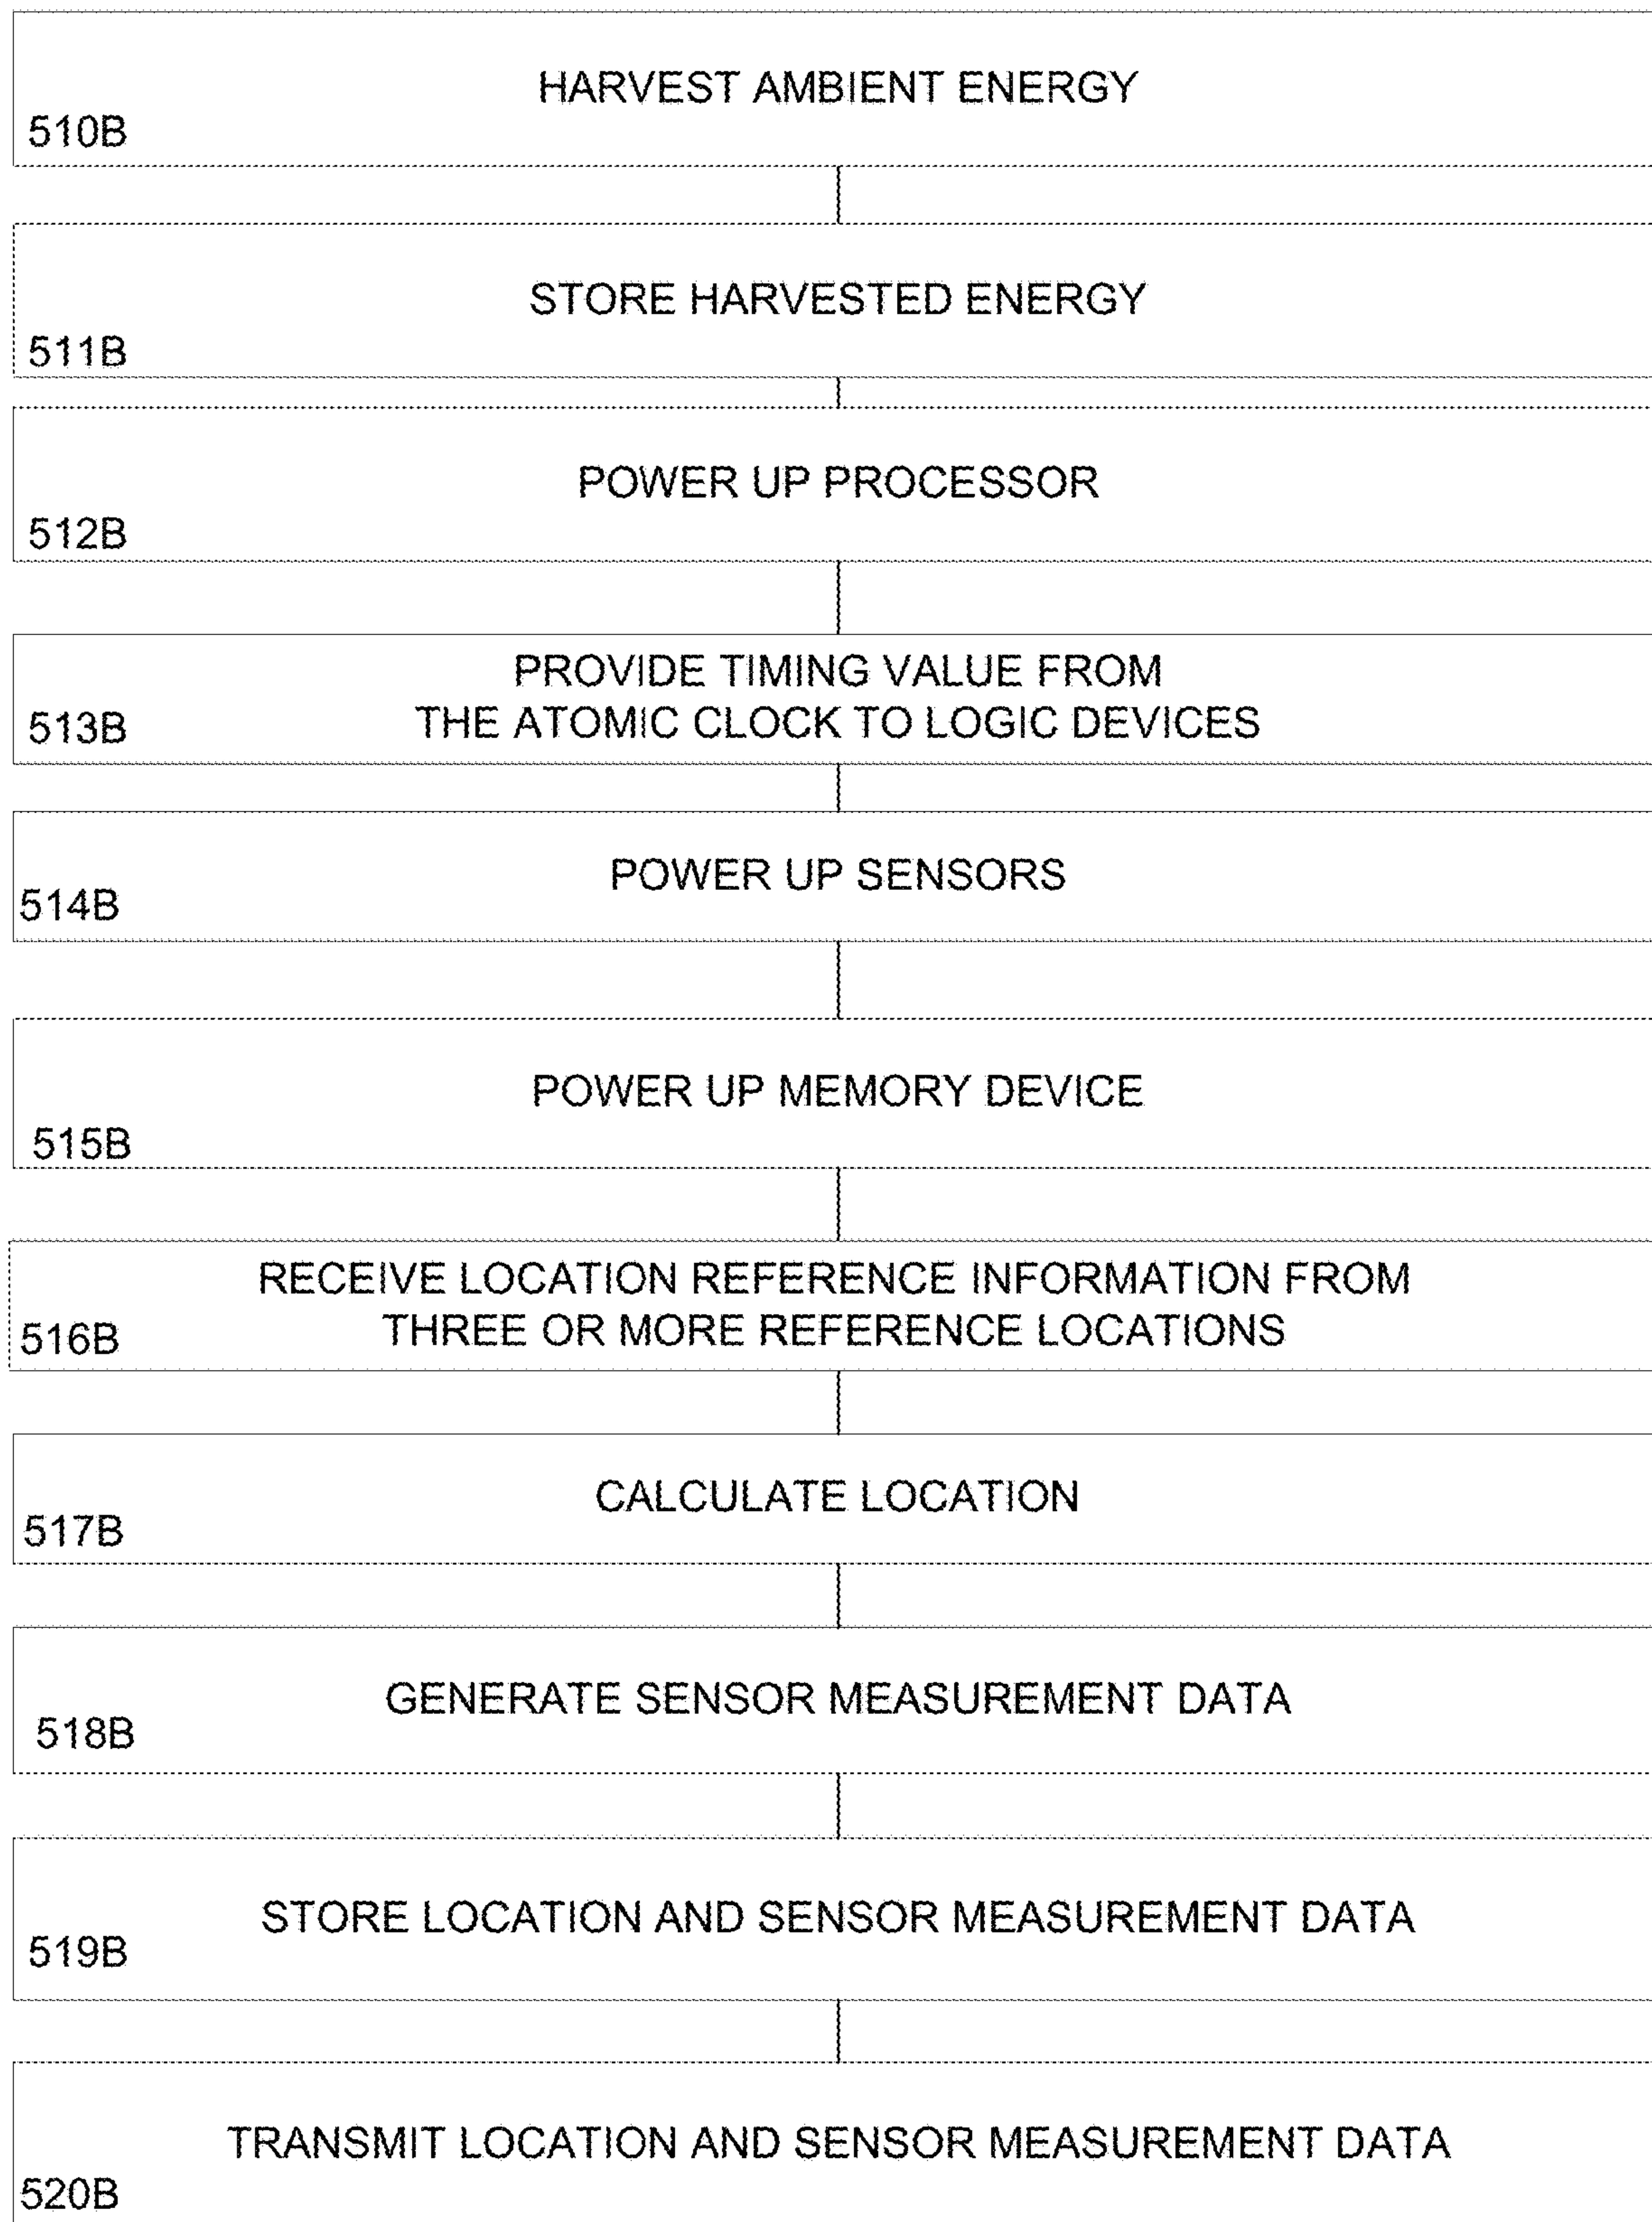 HARVEST AMBIENT ENERGY
510B
STORE HARVESTED ENERGY
511B
POWER UP PROCESSOR
512B
PROVIDE TIMING VALUE FROM
THE ATOMIC CLOCK TO LOGIC DEVICES
513B
POWER UP SENSORS
514B
POWER UP MEMORY DEVICE
515B
RECEIVE LOCATION REFERENCE INFORMATION FROM
THREE OR MORE REFERENCE LOCATIONS
516B
CALCULATE LOCATION
517B
GENERATE SENSOR MEASUREMENT DATA
518B
STORE LOCATION AND SENSOR MEASUREMENT DATA
519B
TRANSMIT LOCATION AND SENSOR MEASUREMENT DATA
520B